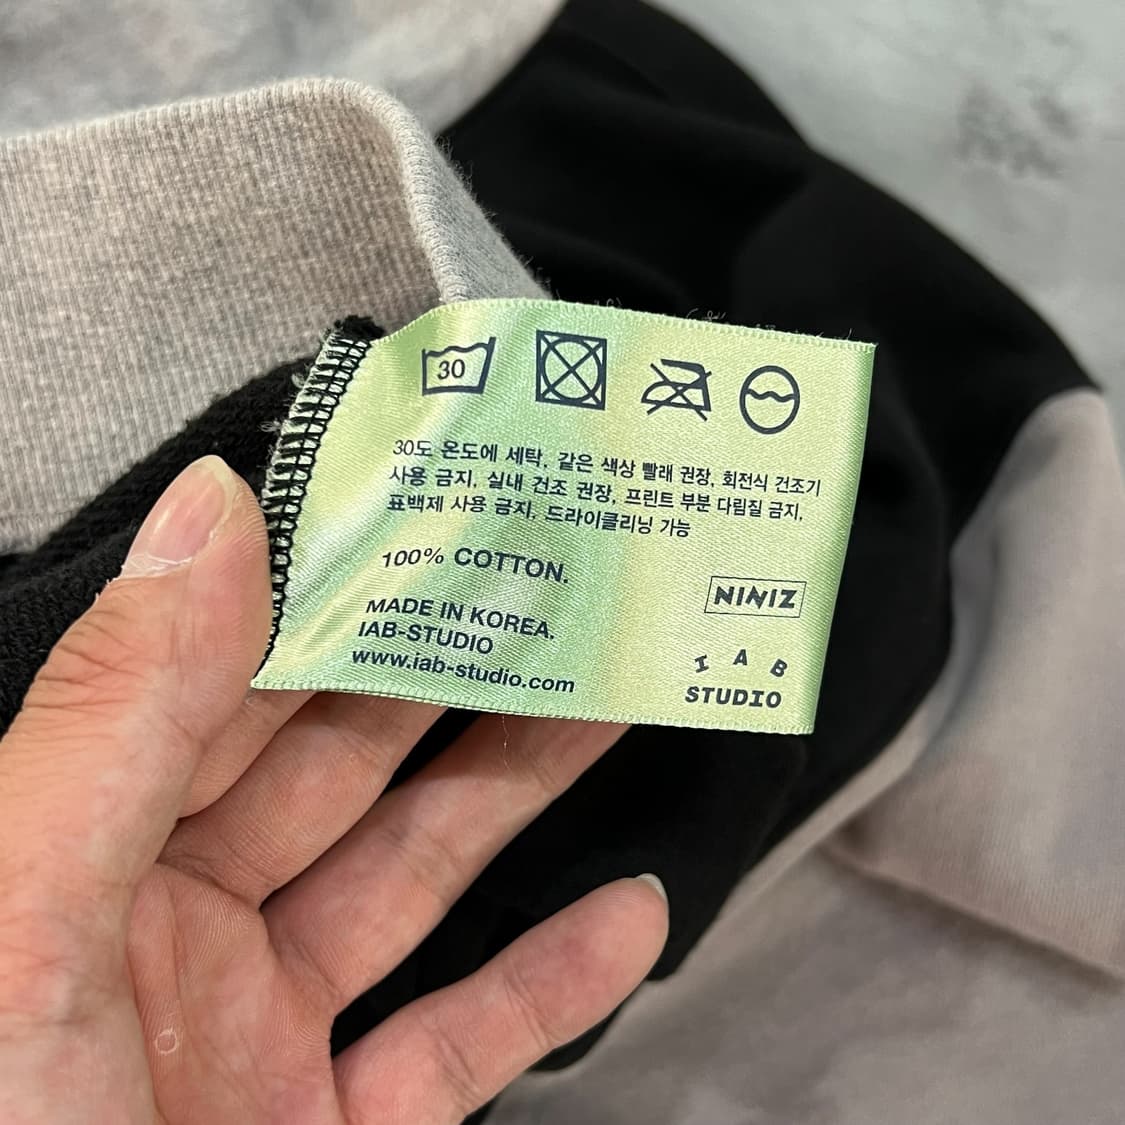 30
30도 온도에 세탁, 같은 색상 빨래 권장, 회전식 건조기
사용 금지, 실내 건조 권장, 프린트 부분 다림질 금지,
표백제 사용 금지, 드라이클리닝 가능
100% COTTON.
MADE IN KOREA.
IAB-STUDIO
www.iab-studio.com
NINIZ
IAB
STUDIO